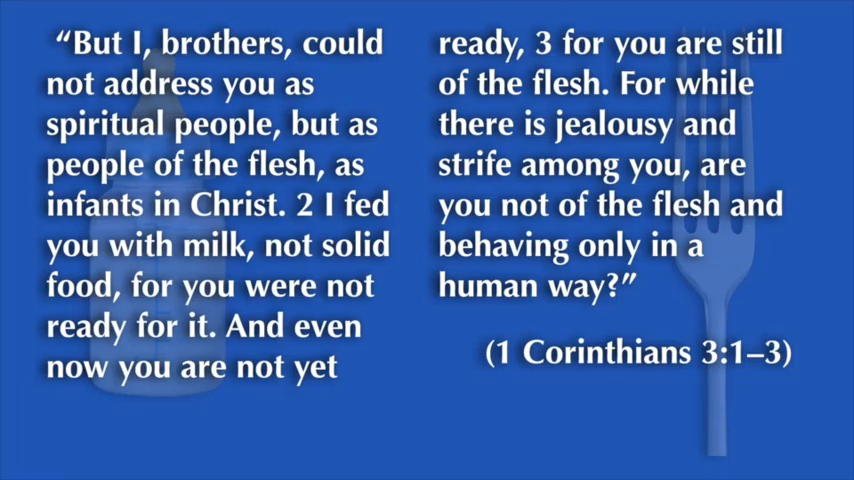 “But I, brothers, could
not address you as
spiritual people, but as
people of the flesh, as
infants in Christ. 2 I fed
you with milk, not solid
food, for you were not
ready for it. And even
now you are not yet
ready, 3 for you are still
of the flesh. For while
there is jealousy and
strife among you, are
you not of the flesh and
behaving only in a
human way?”
(1 Corinthians 3:1–3)